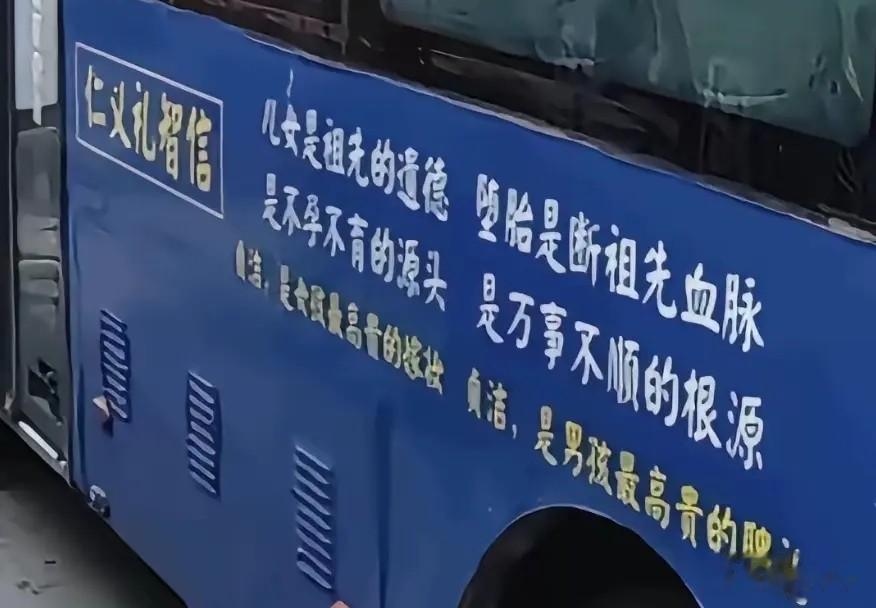 仁义礼智信
儿女是祖先的道德 堕胎是断祖先血脉
是不孕不育的源头 是万事不顺的根源
贞洁，是女孩最高贵的嫁妆 贞洁，是男孩最高贵的聘礼